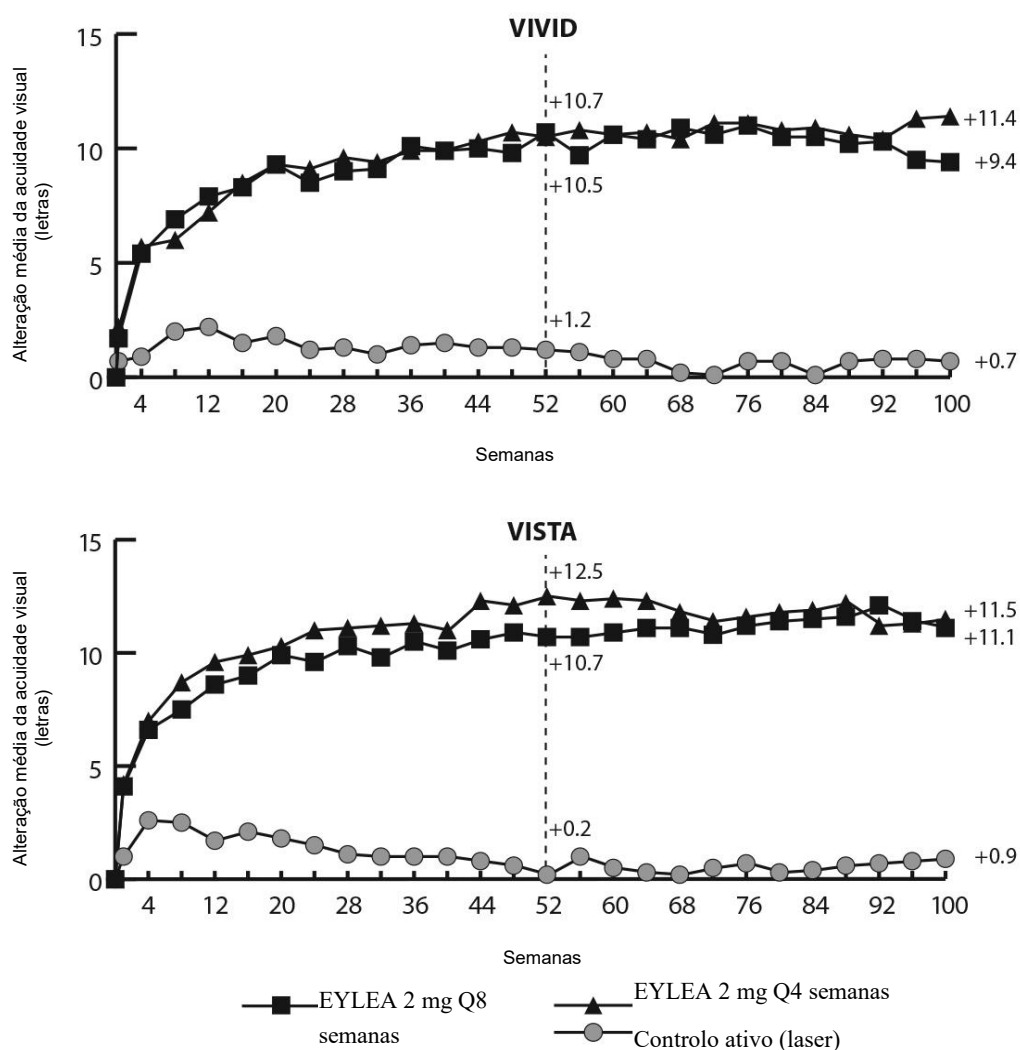 VIVID
15
10
5
0
Alteração média da acuidade visual
(letras)
+10.7
+10.5
+1.2
+11.4
+9.4
+0.7
4 12 20 28 36 44 52 60 68 76 84 92 100
Semanas
VISTA
15
10
5
0
Alteração média da acuidade visual
(letras)
+12.5
+10.7
+0.2
+11.5
+11.1
+0.9
4 12 20 28 36 44 52 60 68 76 84 92 100
Semanas
EYLEA 2 mg Q8
semanas
EYLEA 2 mg Q4 semanas
Controlo ativo (laser)